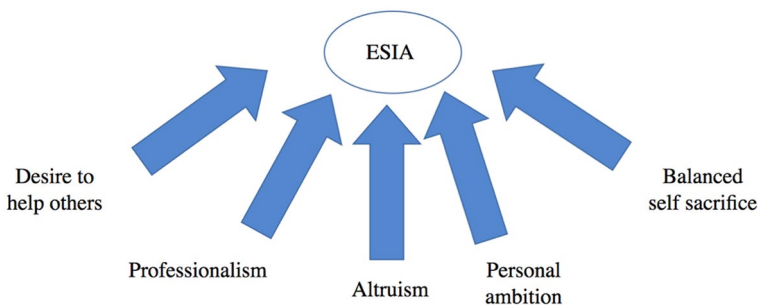 ESIA
Desire to
help others
Professionalism
Altruism
Personal
ambition
Balanced
self sacrifice